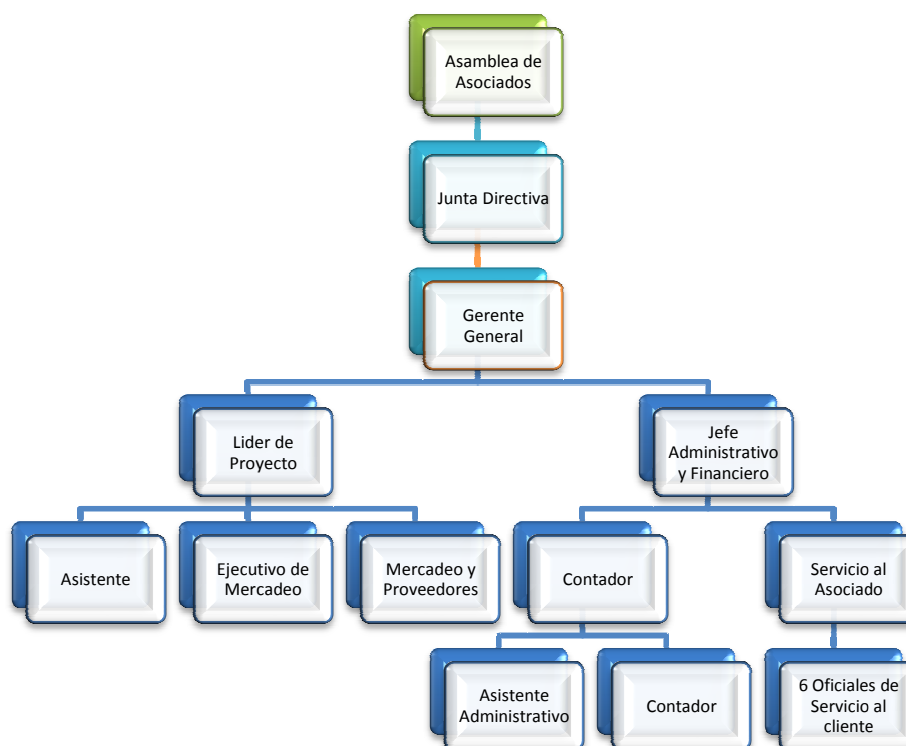 Asamblea de
Asociados
Junta Directiva
Gerente
General
Lider de
Proyecto
Jefe
Administrativo
y Financiero
Asistente
Ejecutivo de
Mercadeo
Mercadeo y
Proveedores
Contador
Servicio al
Asociado
Asistente
Administrativo
Contador
6 Oficiales de
Servicio al
cliente